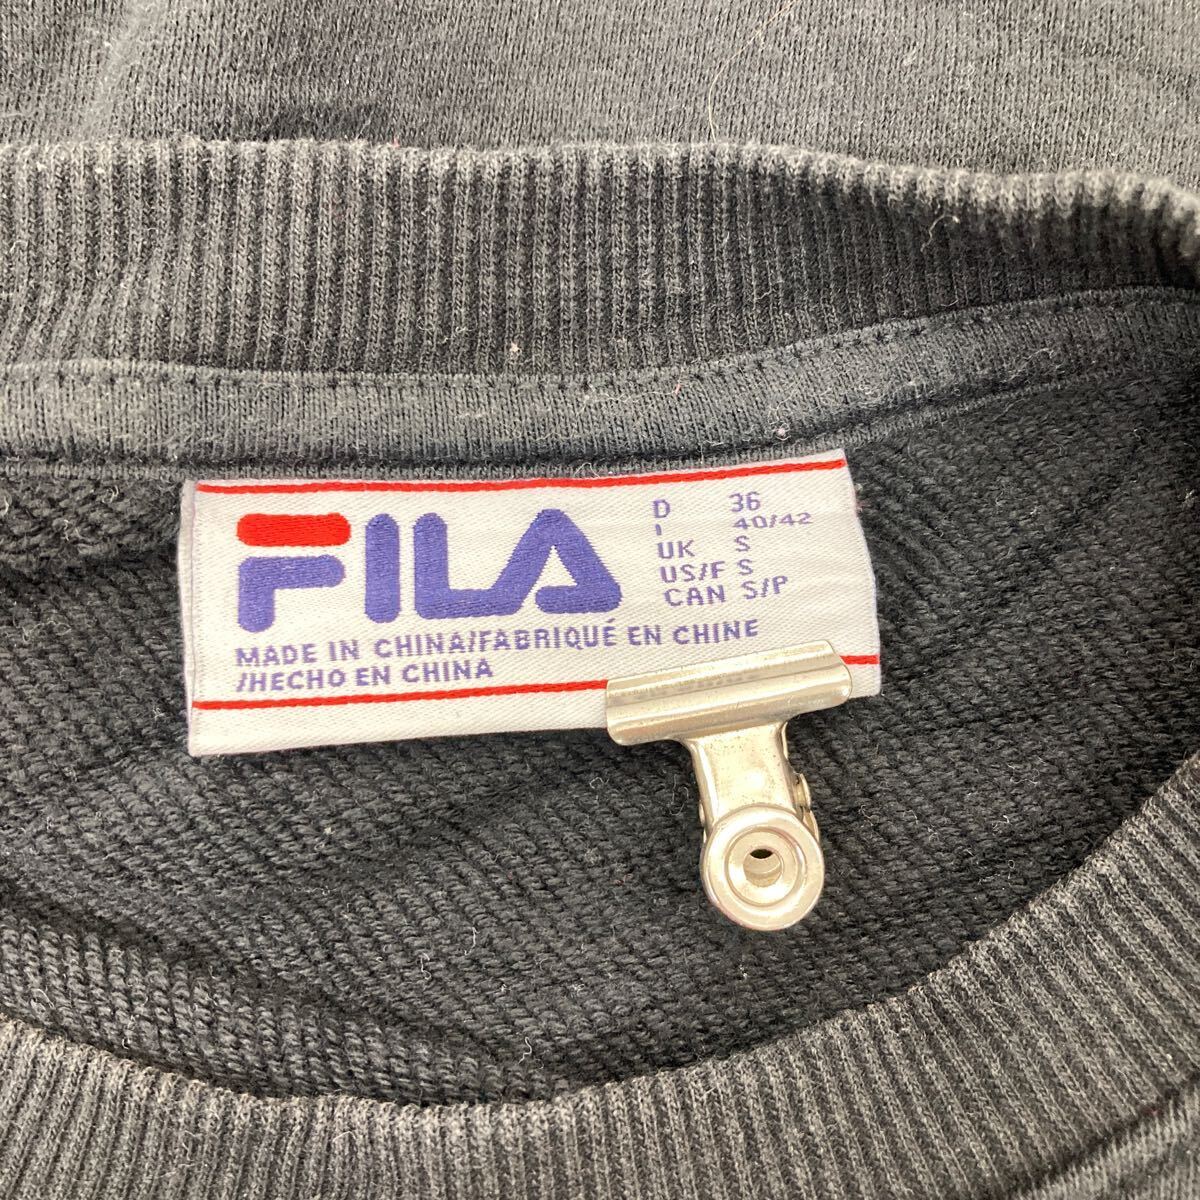 FILA
D 36
I 40/42
UK S
US/F S
CAN S/P
MADE IN CHINA/FABRIQUÉ EN CHINE
/HECHO EN CHINA